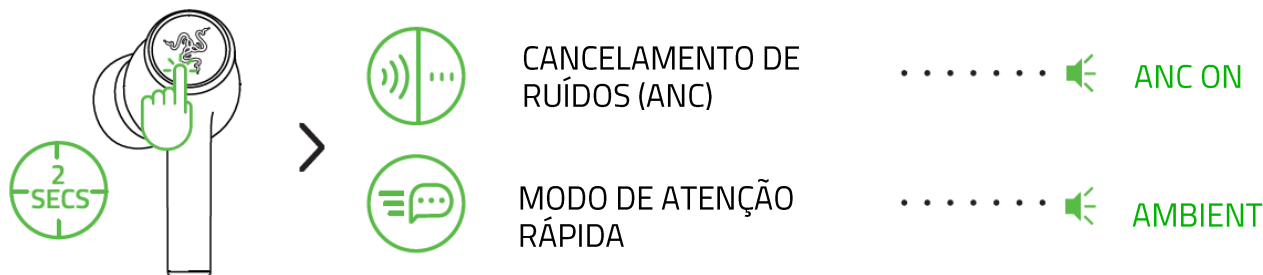 2
SECS
CANCELAMENTO DE
RUÍDOS (ANC)
ANC ON
MODO DE ATENÇÃO
RÁPIDA
AMBIENT